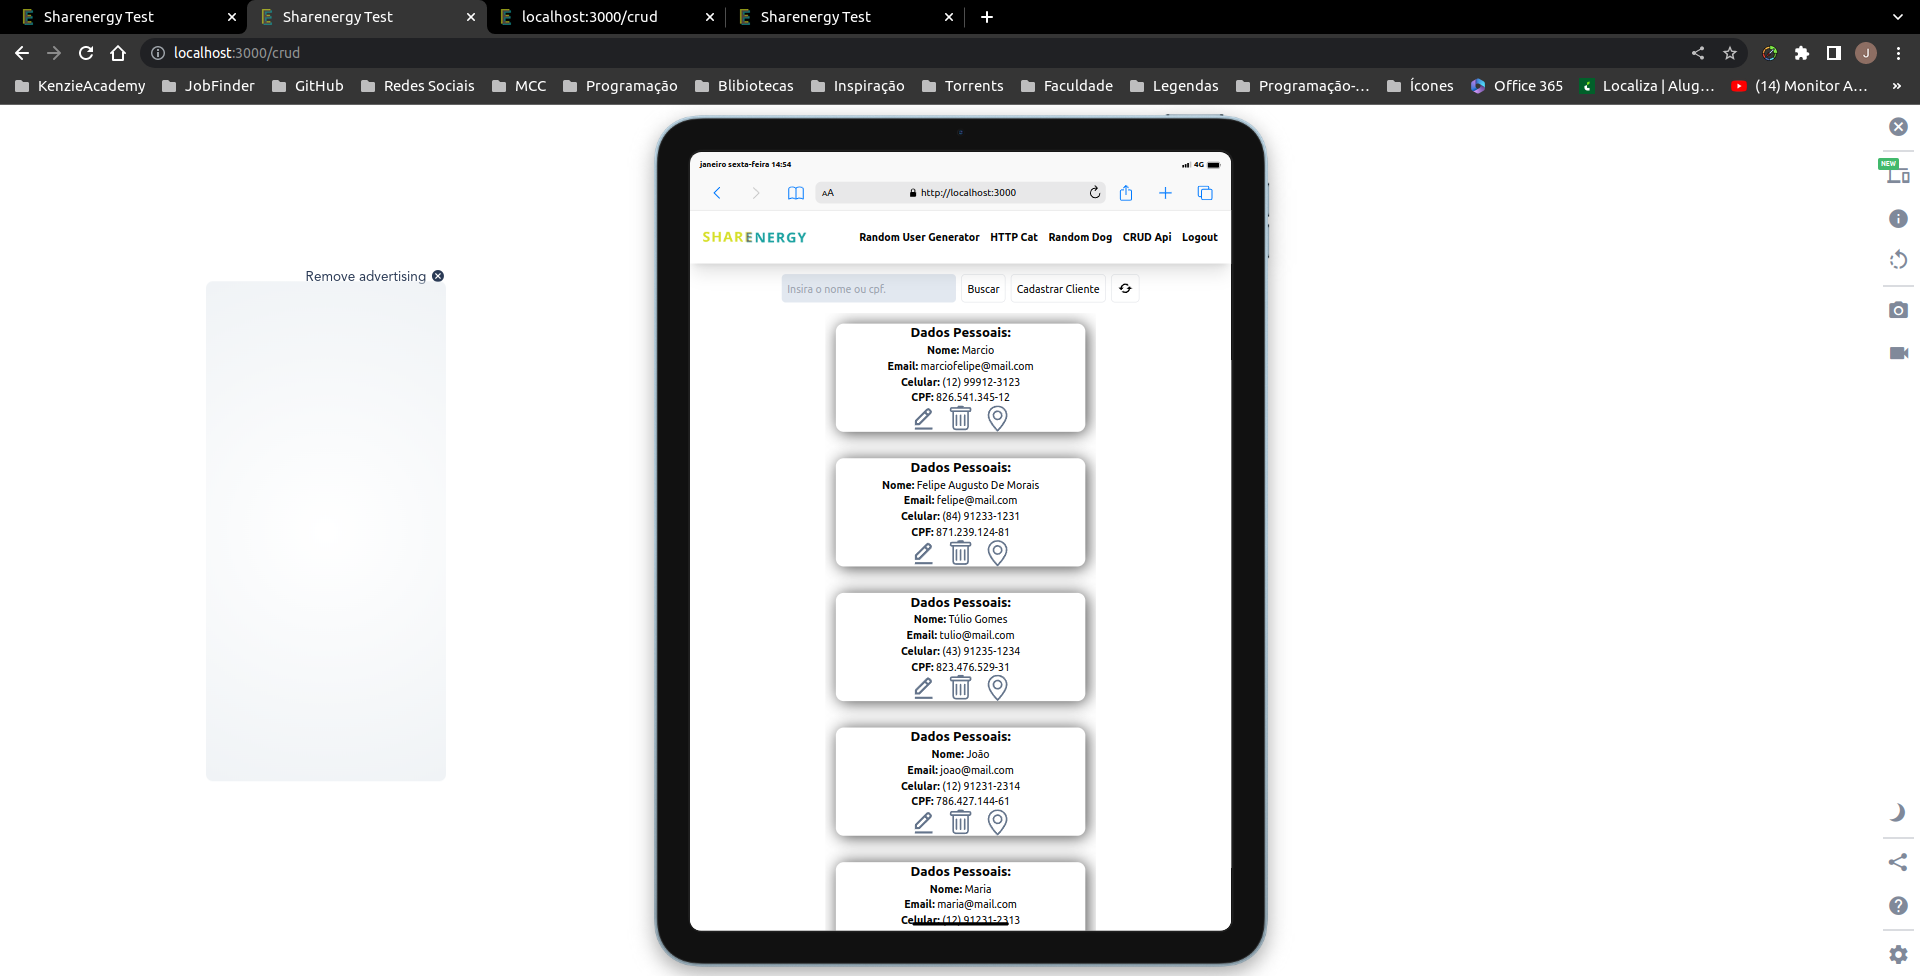 Sharenergy Test
Sharenergy Test
localhost:3000/crud
Sharenergy Test
localhost:3000/crud
J
KenzieAcademy
JobFinder
GitHub
Redes Sociais
MCC
Programação
Blibiotecas
Inspiração
Torrents
Faculdade
Legendas
Programação-...
Ícones
Office 365
Localiza | Alug...
(14) Monitor A...
»
Remove advertising
NEW
janeiro sexta-feira 14:54
4G
AA
http://localhost:3000
SHARENERGY
Random User Generator
HTTP Cat
Random Dog
CRUD Api
Logout
Insira o nome ou cpf.
Buscar
Cadastrar Cliente
Dados Pessoais:
Nome: Marcio
Email: marciofelipe@mail.com
Celular: (12) 99912-3123
CPF: 826.541.345-12
Dados Pessoais:
Nome: Felipe Augusto De Morais
Email: felipe@mail.com
Celular: (84) 91233-1231
CPF: 871.239.124-81
Dados Pessoais:
Nome: Túlio Gomes
Email: tulio@mail.com
Celular: (43) 91235-1234
CPF: 823.476.529-31
Dados Pessoais:
Nome: João
Email: joao@mail.com
Celular: (12) 91231-2314
CPF: 786.427.144-61
Dados Pessoais:
Nome: Maria
Email: maria@mail.com
Celular: (12) 91231-2313